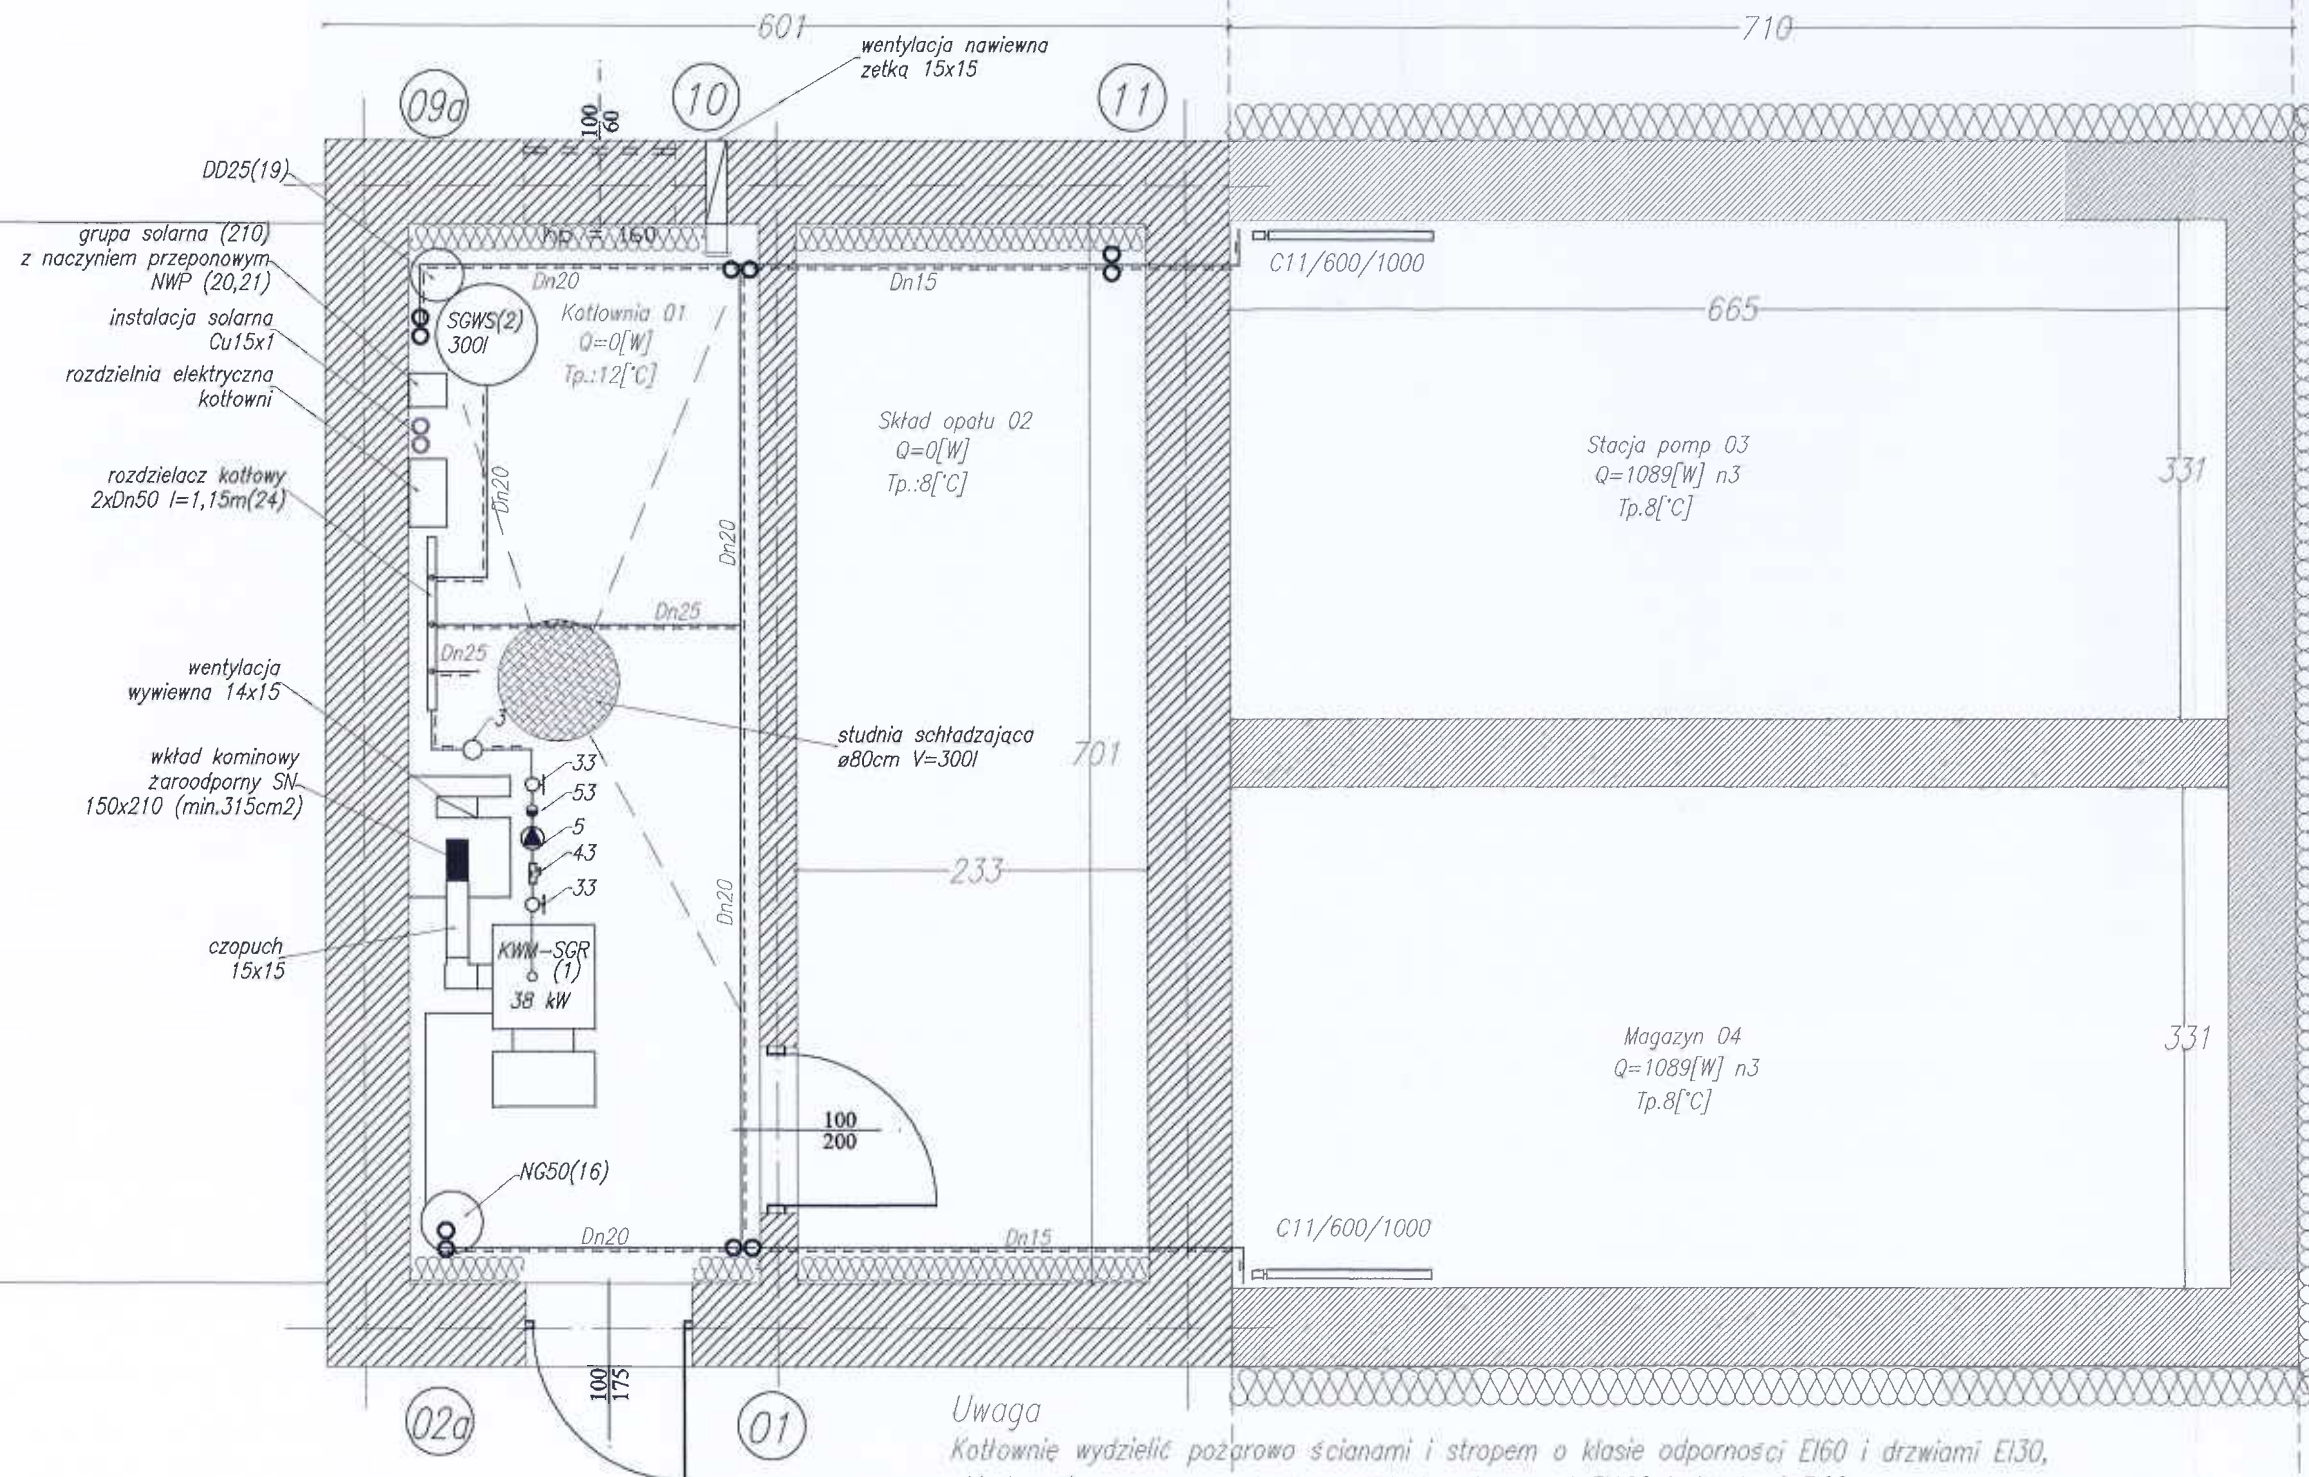 601
710
wentylacja nawiewna
zetką 15x15
09a
10
11
100
60
DD25(19)
grupa solarna (210)
z naczyniem przeponowym
NWP (20,21)
instalacja solarna
Cu15x1
rozdzielnia elektryczna
kotłowni
rozdzielacz kotłowy
2xDn50 l=1,15m(24)
wentylacja
wywiewna 14x15
wkład kominowy
żaroodporny SN
150x210 (min.315cm2)
czopuch
15x15
hp = 160
Dn20
SGWS(2)
300l
Kotłownia 01
Q=0[W]
Tp.:12[°C]
Dn20
Dn20
Dn25
Dn25
3
33
53
5
43
33
Dn20
KWM-SGR
(1)
38 kW
NG50(16)
Dn20
studnia schładzająca
ø80cm V=300l
Dn15
Skład opału 02
Q=0[W]
Tp.:8[°C]
701
233
100
200
Dn15
C11/600/1000
665
Stacja pomp 03
Q=1089[W] n3
Tp.8[°C]
331
Magazyn 04
Q=1089[W] n3
Tp.8[°C]
331
C11/600/1000
100
175
02a
01
Uwaga
Kotłownię wydzielić pożarowo ścianami i stropem o klasie odporności EI60 i drzwiami EI30,